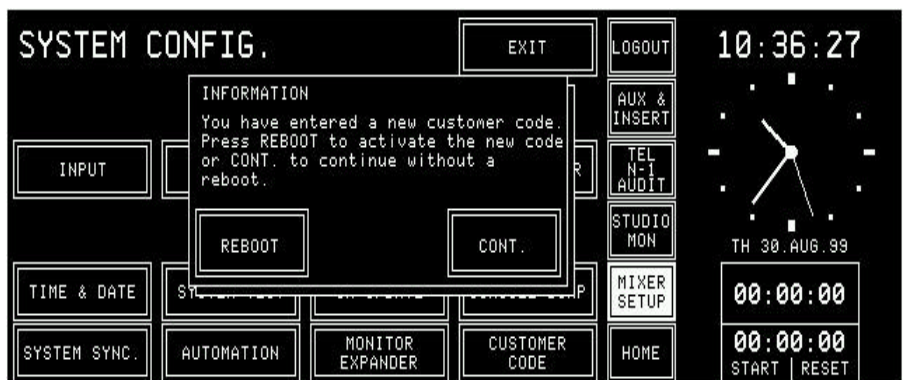 SYSTEM CONFIG.
EXIT
LOGOUT
10:36:27
INFORMATION
You have entered a new customer code.
Press REBOOT to activate the new code
or CONT. to continue without a
reboot.
REBOOT
CONT.
AUX &
INSERT
INPUT
TEL
N-1
AUDIT
STUDIO
MON
TH 30.AUG.99
TIME & DATE
MIXER
SETUP
00:00:00
SYSTEM SYNC.
AUTOMATION
MONITOR
EXPANDER
CUSTOMER
CODE
HOME
00:00:00
START
RESET